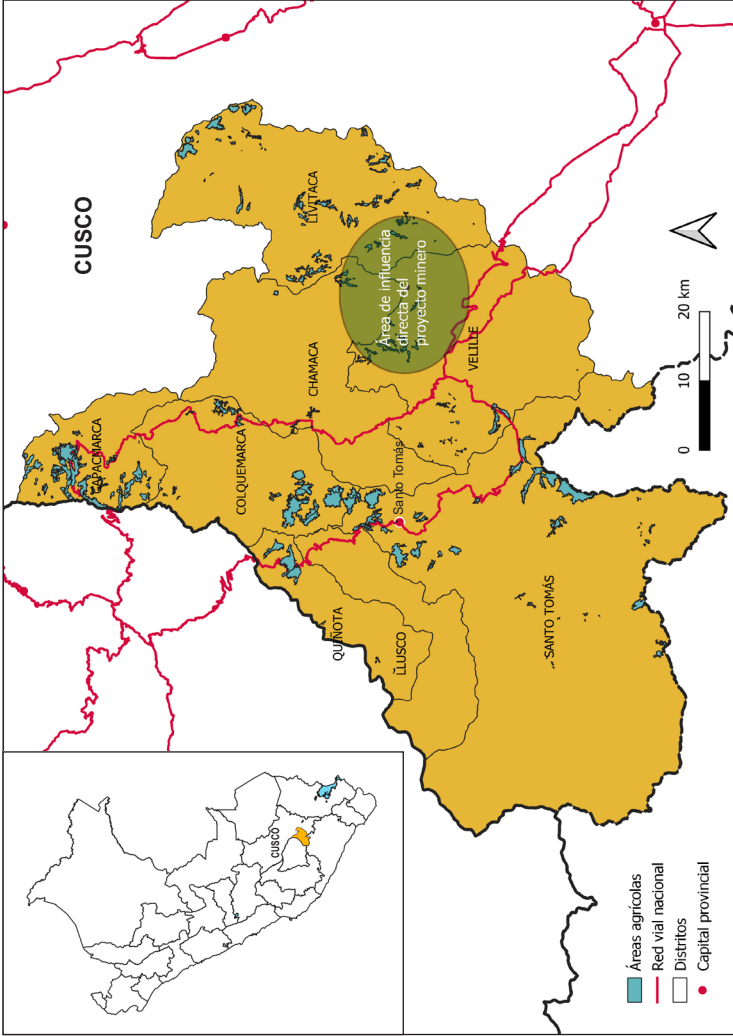 CUSCO
CUSCO
CAPACMARCA
COLQUEMARCA
CHAMACA
LIVITACA
Área de influencia
directa del
proyecto minero
QUIÑOTA
LLUSCO
Santo Tomás
VELILLE
SANTO TOMÁS
0 10 20 km
Áreas agrícolas
Red vial nacional
Distritos
Capital provincial